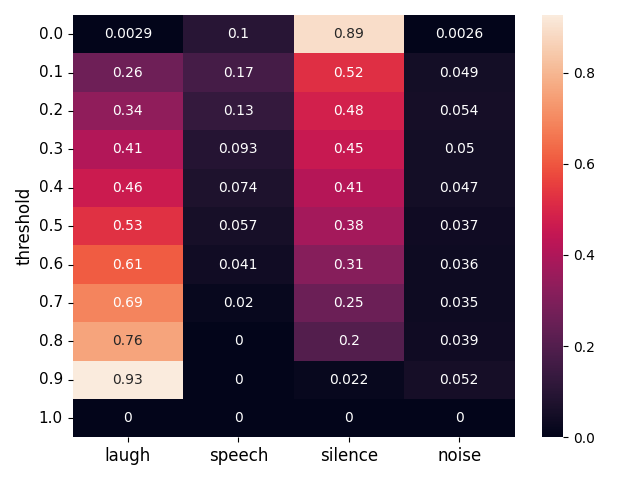 0.0 0.0029 0.1 0.89 0.0026
0.1 0.26 0.17 0.52 0.049
0.2 0.34 0.13 0.48 0.054
0.3 0.41 0.093 0.45 0.05
0.4 0.46 0.074 0.41 0.047
0.5 0.53 0.057 0.38 0.037
0.6 0.61 0.041 0.31 0.036
0.7 0.69 0.02 0.25 0.035
0.8 0.76 0 0.2 0.039
0.9 0.93 0 0.022 0.052
1.0 0 0 0 0
threshold
laugh speech silence noise
0.8
0.6
0.4
0.2
0.0